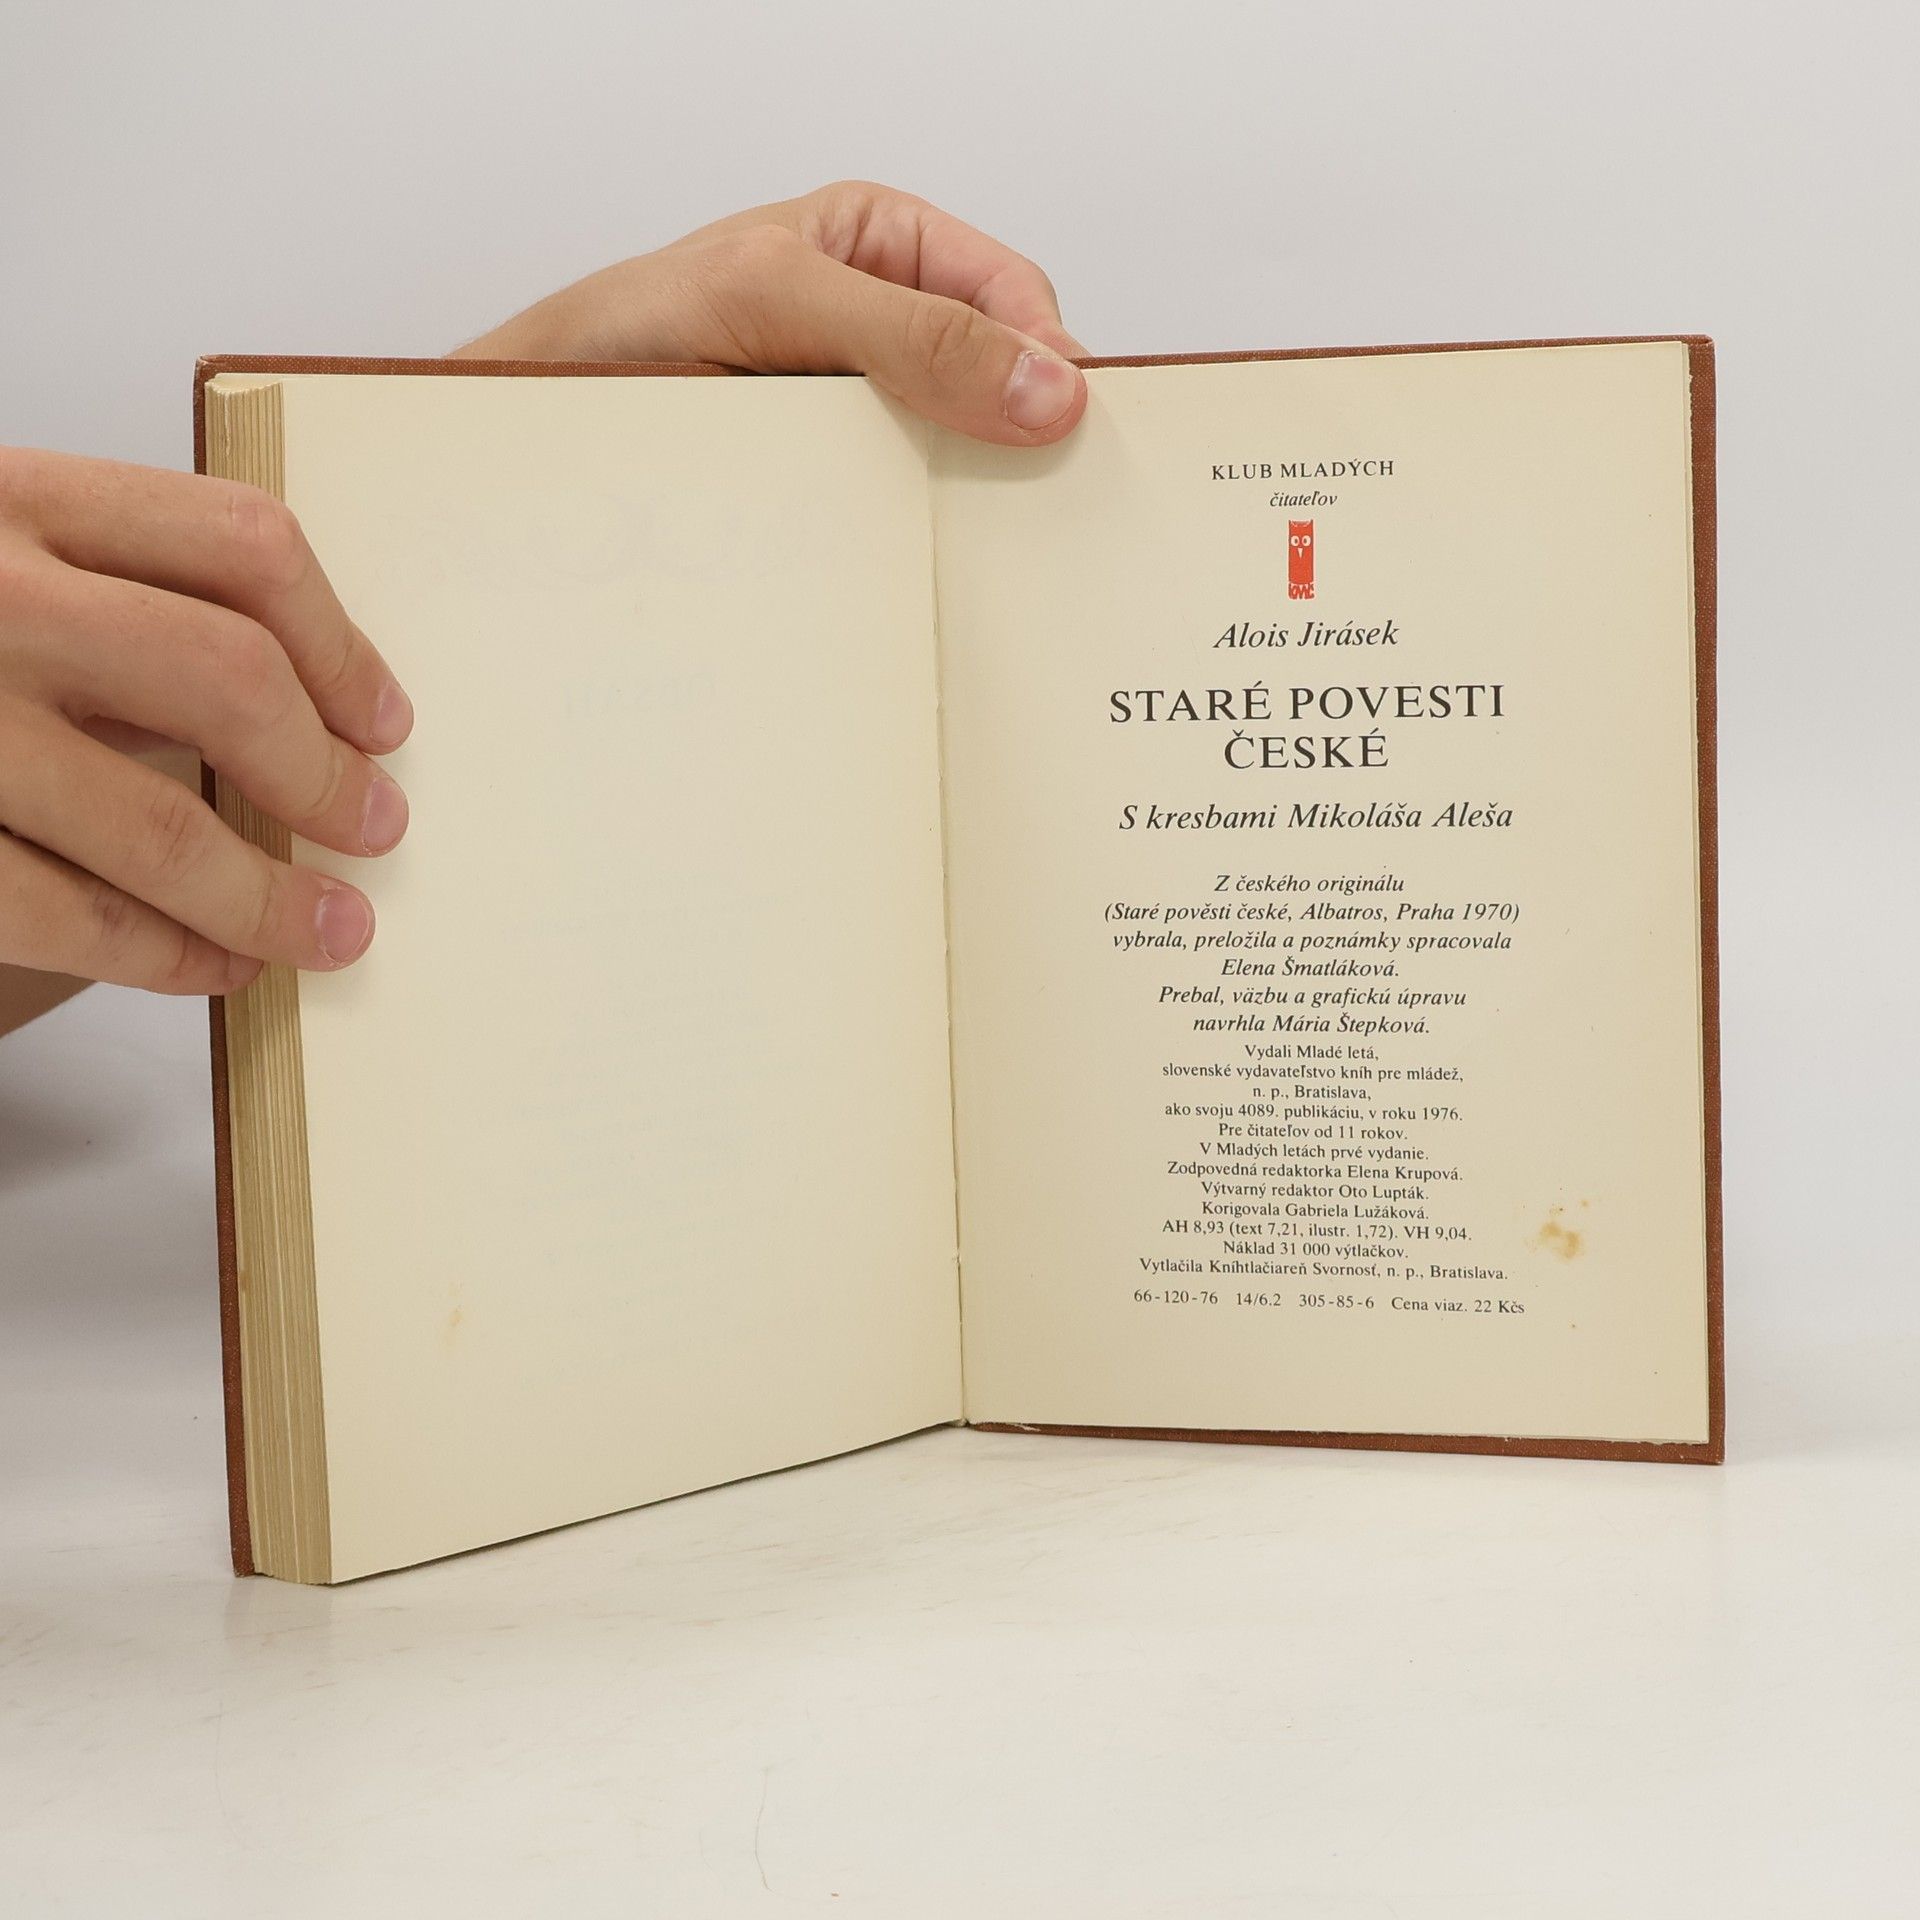 KLUB MLADÝCH
čitateľov
KMČ
Alois Jirásek
STARÉ POVESTI
ČESKÉ
S kresbami Mikoláša Aleša
Z českého originálu
(Staré pověsti české, Albatros, Praha 1970)
vybrala, preložila a poznámky spracovala
Elena Šmatláková.
Prebal, väzbu a grafickú úpravu
navrhla Mária Štepková.
Vydali Mladé letá,
slovenské vydavateľstvo kníh pre mládež,
n. p., Bratislava,
ako svoju 4089. publikáciu, v roku 1976.
Pre čitateľov od 11 rokov.
V Mladých letách prvé vydanie.
Zodpovedná redaktorka Elena Krupová.
Výtvarný redaktor Oto Lupták.
Korigovala Gabriela Lužáková.
AH 8,93 (text 7,21, ilustr. 1,72). VH 9,04.
Náklad 31 000 výtlačkov.
Vytlačila Kníhtlačiareň Svornosť, n. p., Bratislava.
66-120-76 14/6.2 305-85-6 Cena viaz. 22 Kčs